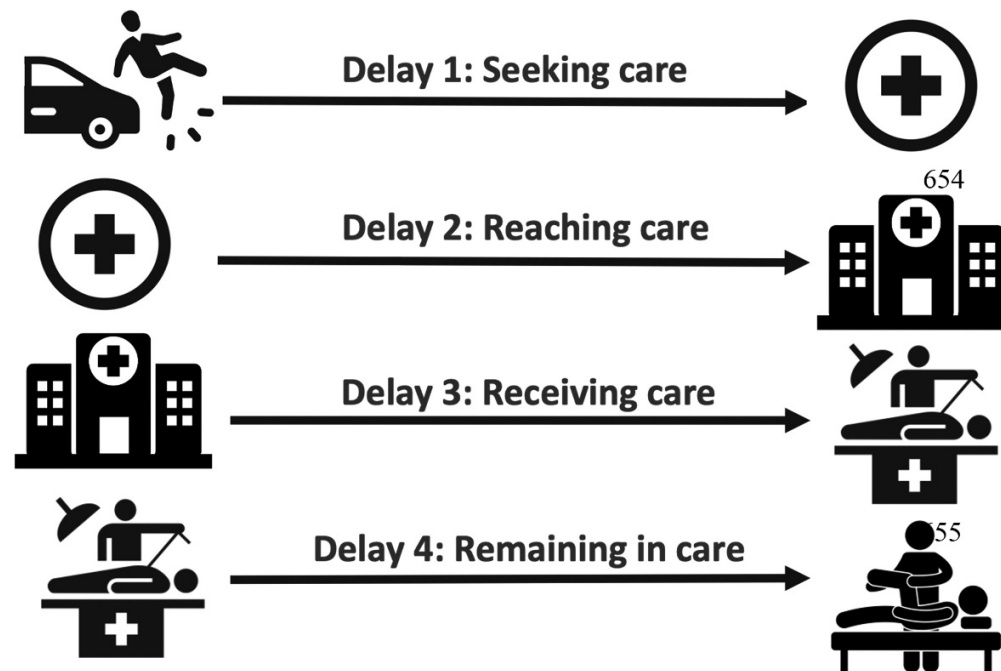 Delay 1: Seeking care
654
Delay 2: Reaching care
Delay 3: Receiving care
Delay 4: Remaining in care